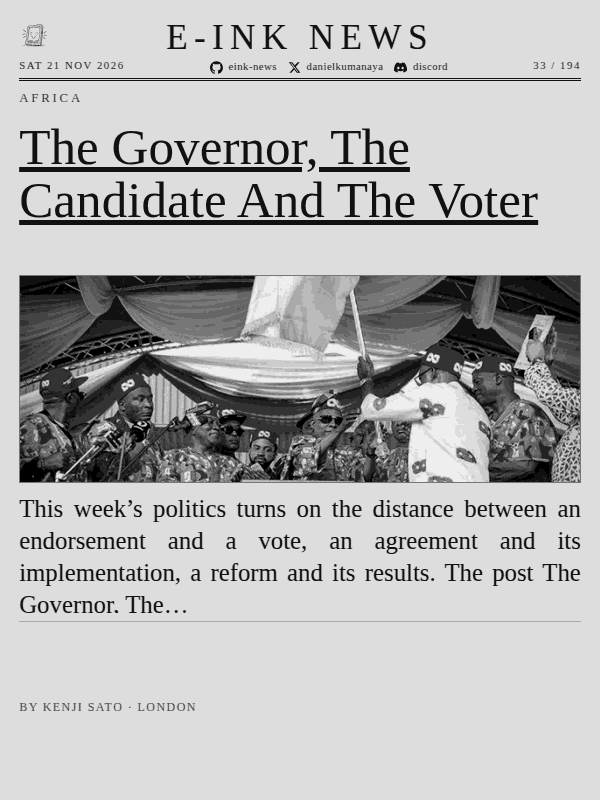 E-INK NEWS
SAT 21 NOV 2026
eink-news
danielkumanaya
discord
33 / 194
AFRICA
The Governor, The
Candidate And The Voter
This week’s politics turns on the distance between an
endorsement and a vote, an agreement and its
implementation, a reform and its results. The post The
Governor, The…
BY KENJI SATO · LONDON